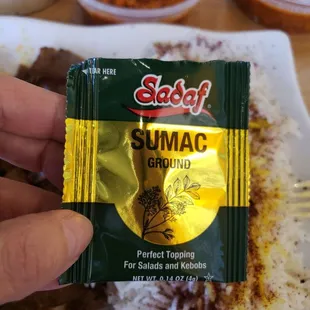 TEAR HERE
Sadaf
SUMAC
GROUND
Perfect Topping
For Salads and Kebobs
NET WT. 0.14 OZ (4g)